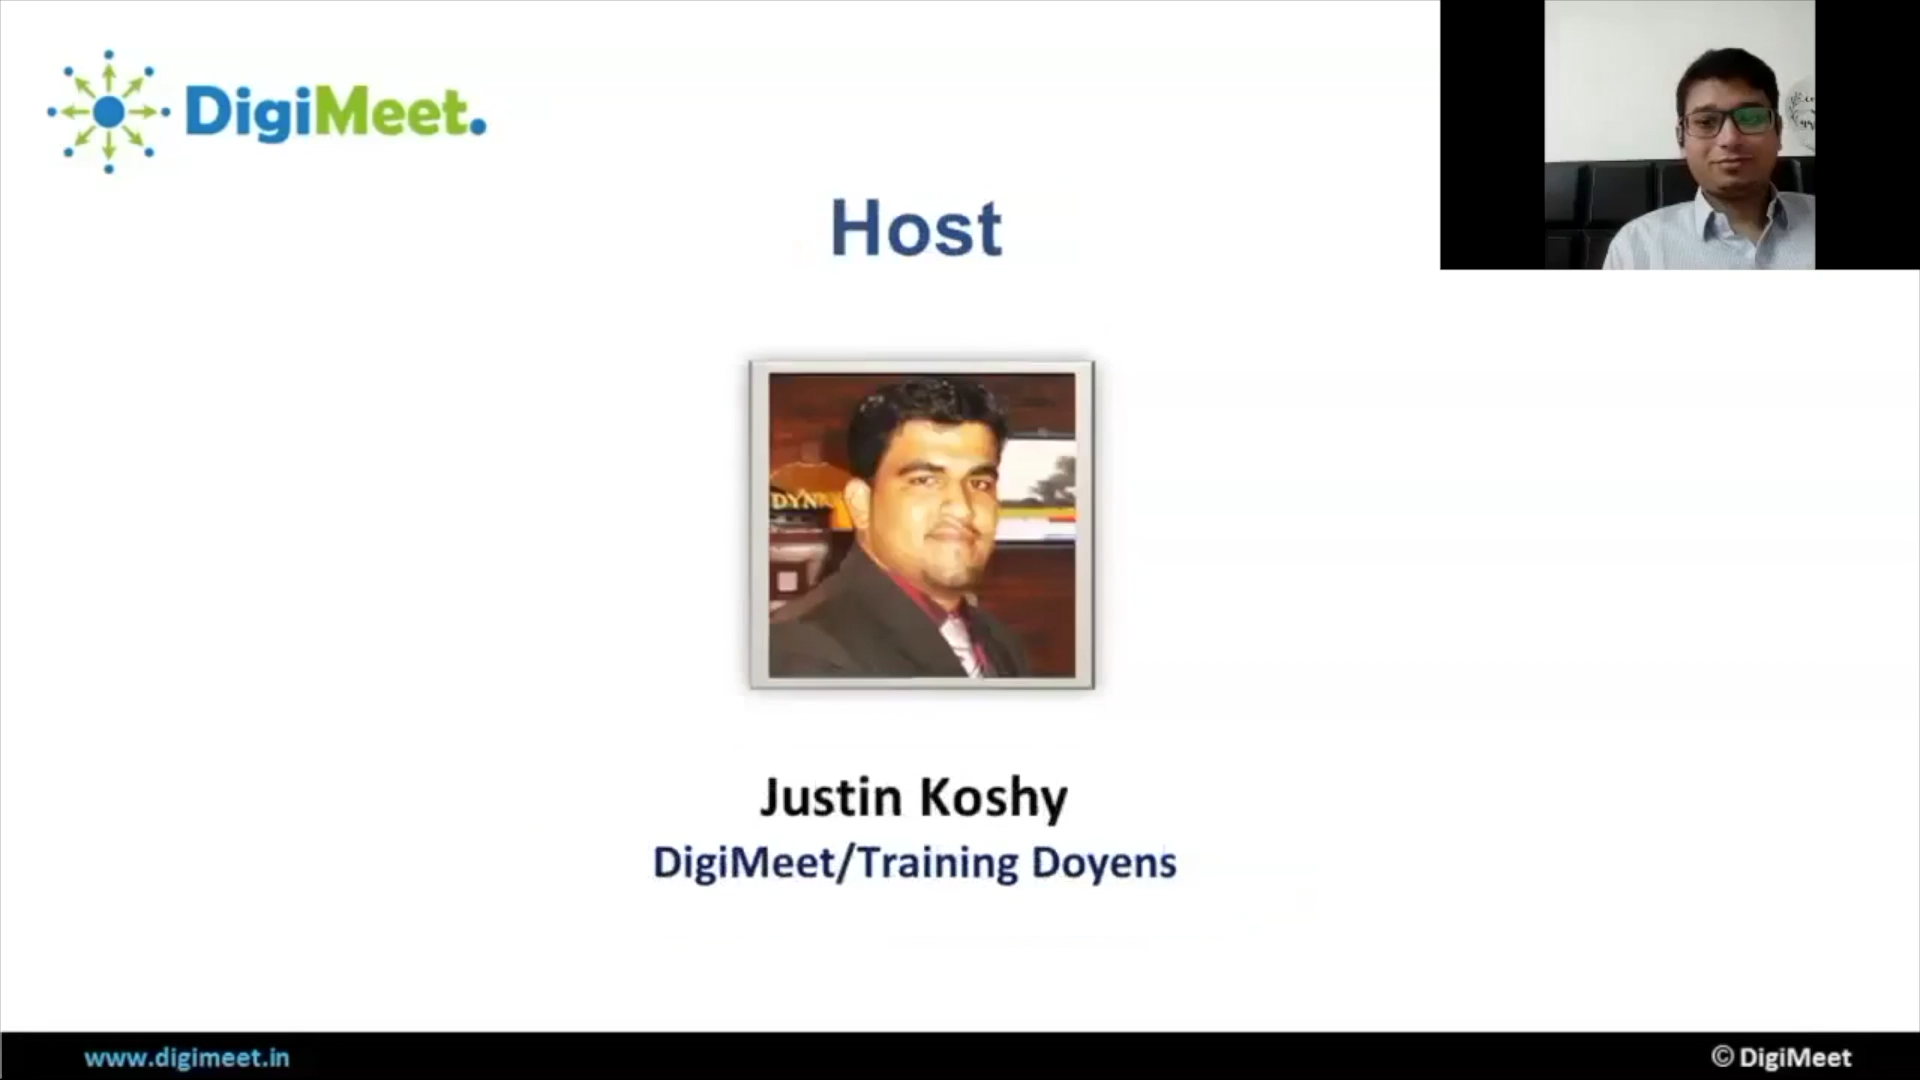 DigiMeet.
Host
Justin Koshy
DigiMeet/Training Doyens
www.digimeet.in
© DigiMeet